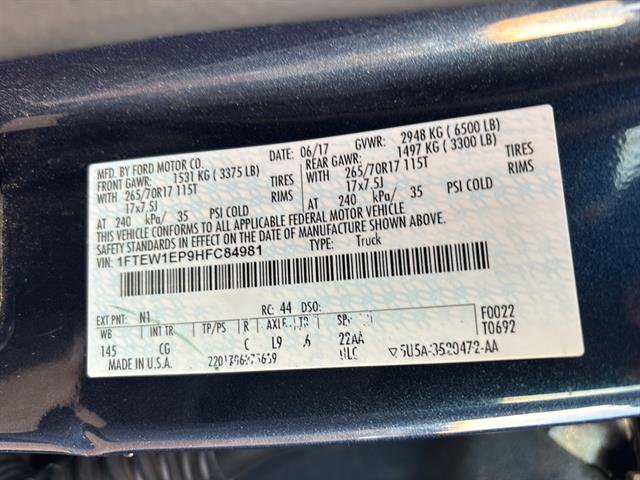 MFD. BY FORD MOTOR CO. DATE: 06/17 GVWR: 2948 KG ( 6500 LB)
FRONT GAWR: 1531 KG ( 3375 LB) REAR GAWR: 1497 KG ( 3300 LB)
WITH 265/70R17 115T TIRES WITH 265/70R17 115T TIRES
17x7.5J RIMS 17x7.5J RIMS
AT 240 kPa/ 35 PSI COLD AT 240 kPa/ 35 PSI COLD
THIS VEHICLE CONFORMS TO ALL APPLICABLE FEDERAL MOTOR VEHICLE
SAFETY STANDARDS IN EFFECT ON THE DATE OF MANUFACTURE SHOWN ABOVE.
VIN: 1FTEW1EP9HFC84981 TYPE: Truck
EXT PNT: N1 RC: 44 DSO: F0022
WB INT TR TP/PS R AXLE TR T0692
145 CG C L9 6 22AA
MADE IN U.S.A.